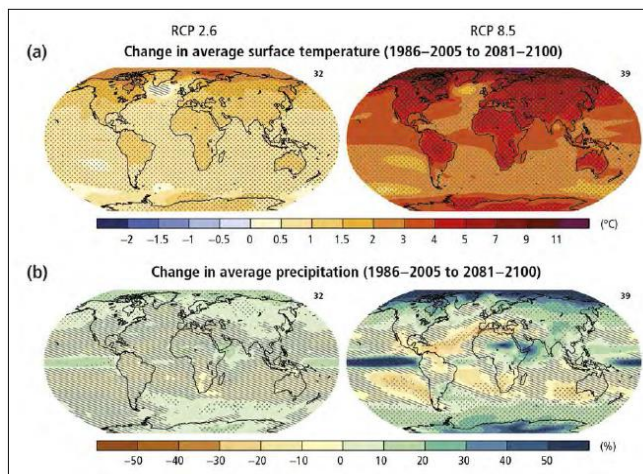 RCP 2.6 RCP 8.5
(a) Change in average surface temperature (1986–2005 to 2081–2100)
32 39
(°C)
−2 −1.5 −1 −0.5 0 0.5 1 1.5 2 3 4 5 7 9 11
(b) Change in average precipitation (1986–2005 to 2081–2100)
32 39
(%)
−50 −40 −30 −20 −10 0 10 20 30 40 50